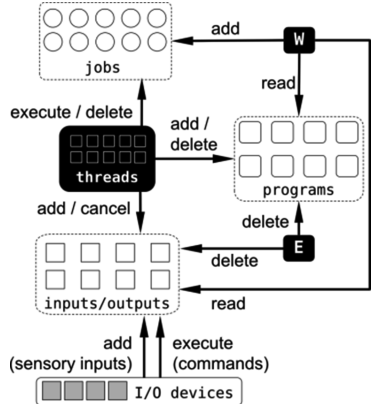 add
W
jobs
read
execute / delete
add /
delete
threads
programs
add / cancel
delete
E
delete
inputs/outputs
read
add
(sensory inputs)
execute
(commands)
I/O devices